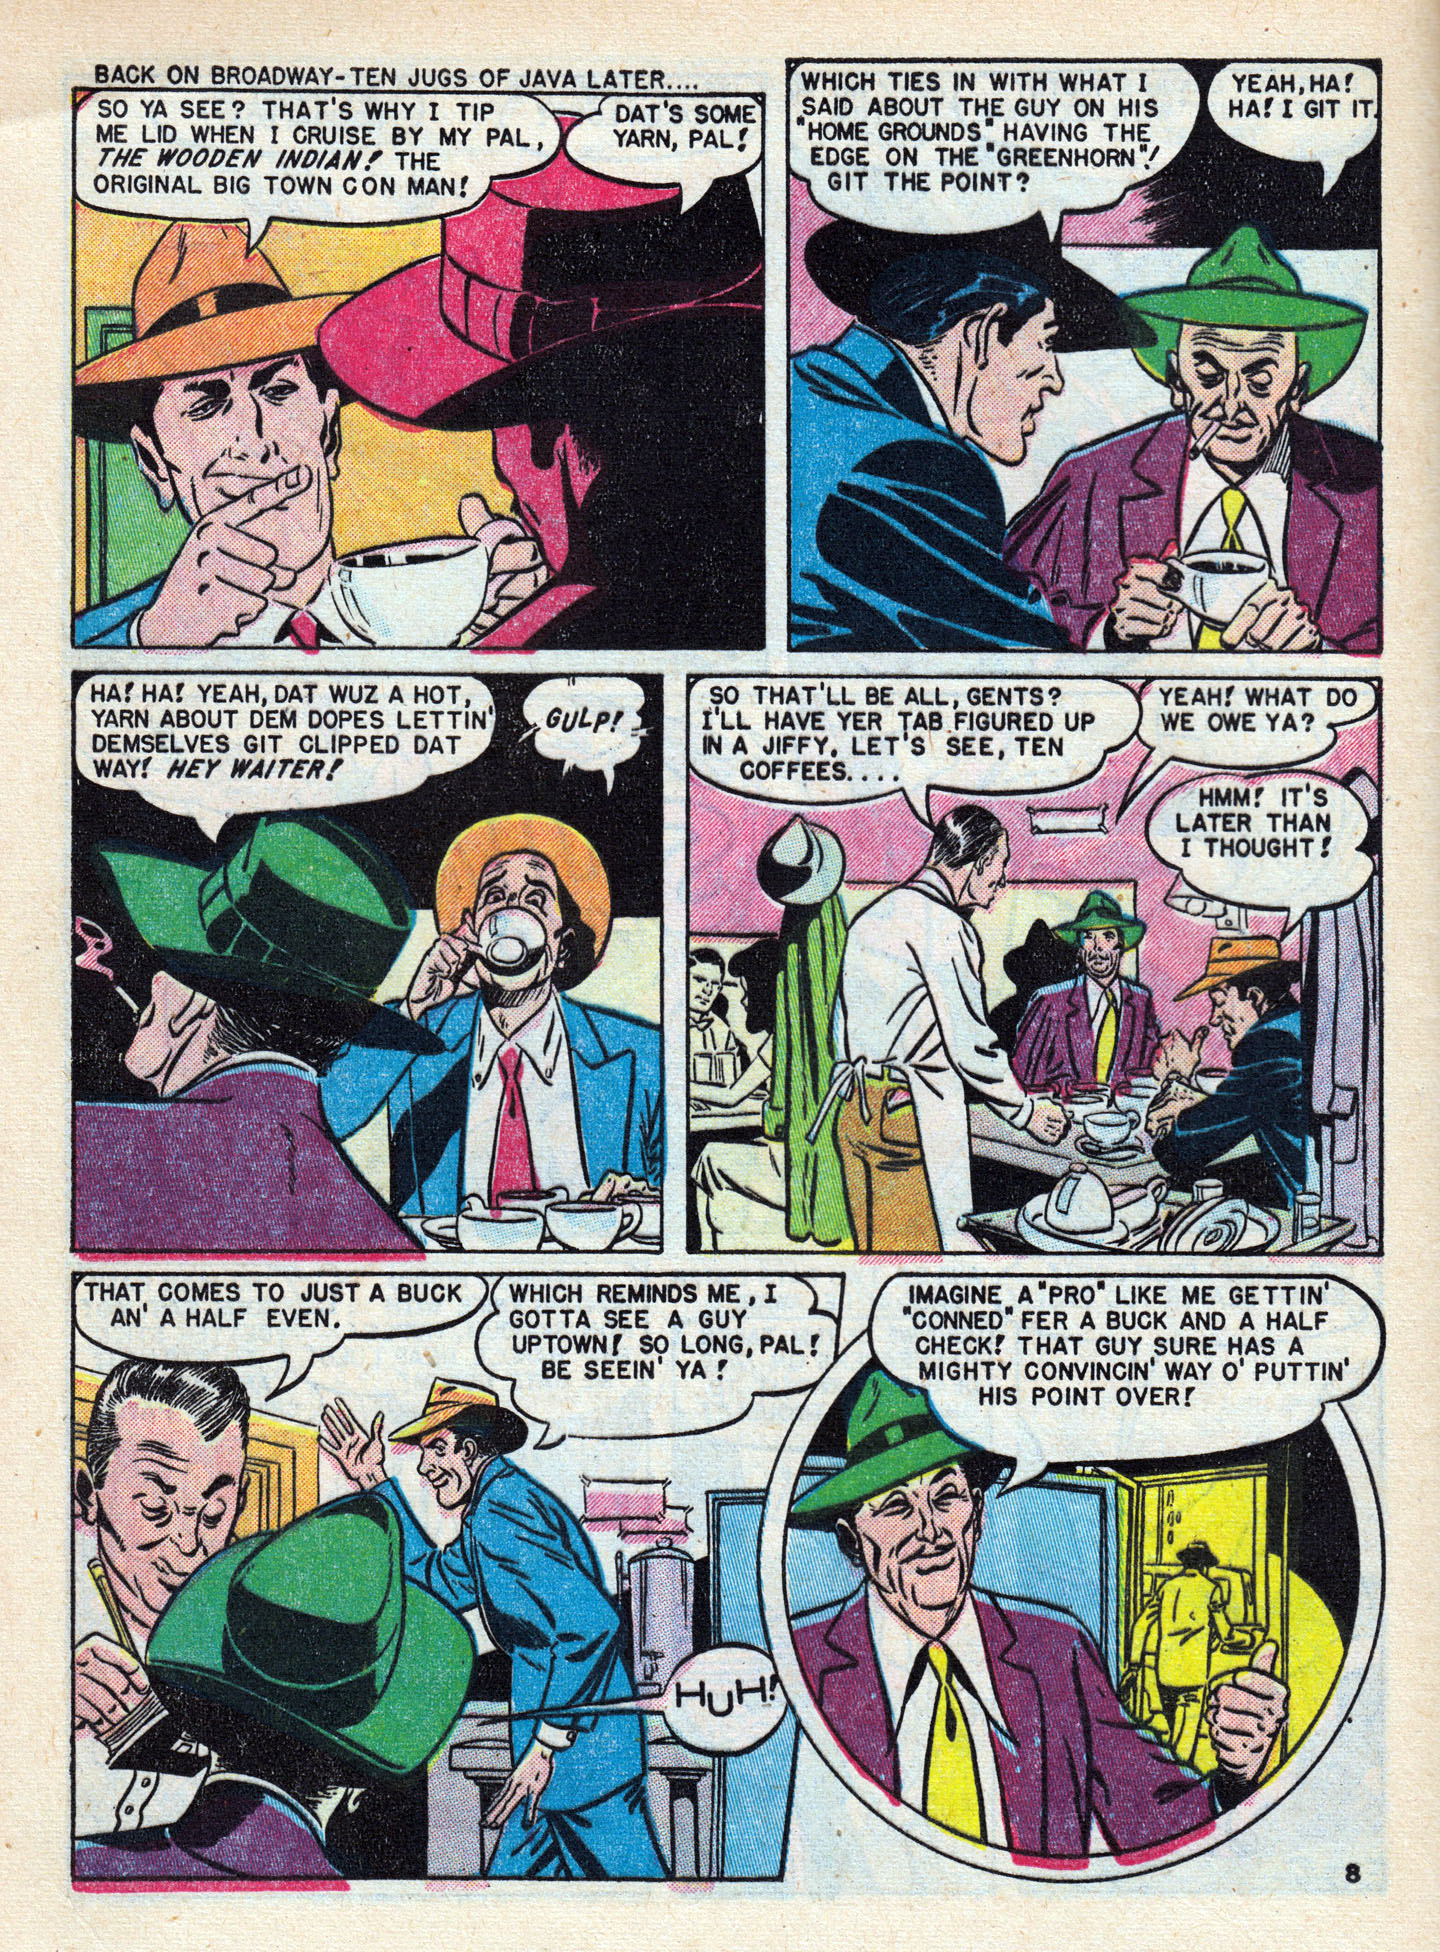 BACK ON BROADWAY-TEN JUGS OF JAVA LATER....
SO YA SEE? THAT'S WHY I TIP
ME LID WHEN I CRUISE BY MY PAL,
THE WOODEN INDIAN! THE
ORIGINAL BIG TOWN CON MAN!
DAT'S SOME
YARN, PAL!
WHICH TIES IN WITH WHAT I
SAID ABOUT THE GUY ON HIS
"HOME GROUNDS" HAVING THE
EDGE ON THE "GREENHORN"!
GIT THE POINT?
YEAH, HA!
HA! I GIT IT.
HA! HA! YEAH, DAT WUZ A HOT,
YARN ABOUT DEM DOPES LETTIN'
DEMSELVES GIT CLIPPED DAT
WAY! HEY WAITER!
GULP!
SO THAT'LL BE ALL, GENTS?
I'LL HAVE YER TAB FIGURED UP
IN A JIFFY. LET'S SEE, TEN
COFFEES....
YEAH! WHAT DO
WE OWE YA?
HMM! IT'S
LATER THAN
I THOUGHT!
THAT COMES TO JUST A BUCK
AN' A HALF EVEN.
WHICH REMINDS ME, I
GOTTA SEE A GUY
UPTOWN! SO LONG, PAL!
BE SEEIN' YA!
HUH!
IMAGINE A "PRO" LIKE ME GETTIN'
"CONNED" FER A BUCK AND A HALF
CHECK! THAT GUY SURE HAS A
MIGHTY CONVINCIN' WAY O' PUTTIN'
HIS POINT OVER!
8